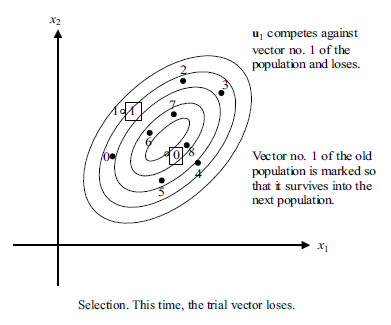 x2
u1 competes against
vector no. 1 of the
population and loses.
2
3
7
1 1
6
0
0 8
4
5
Vector no. 1 of the old
population is marked so
that it survives into the
next population.
x1
Selection. This time, the trial vector loses.